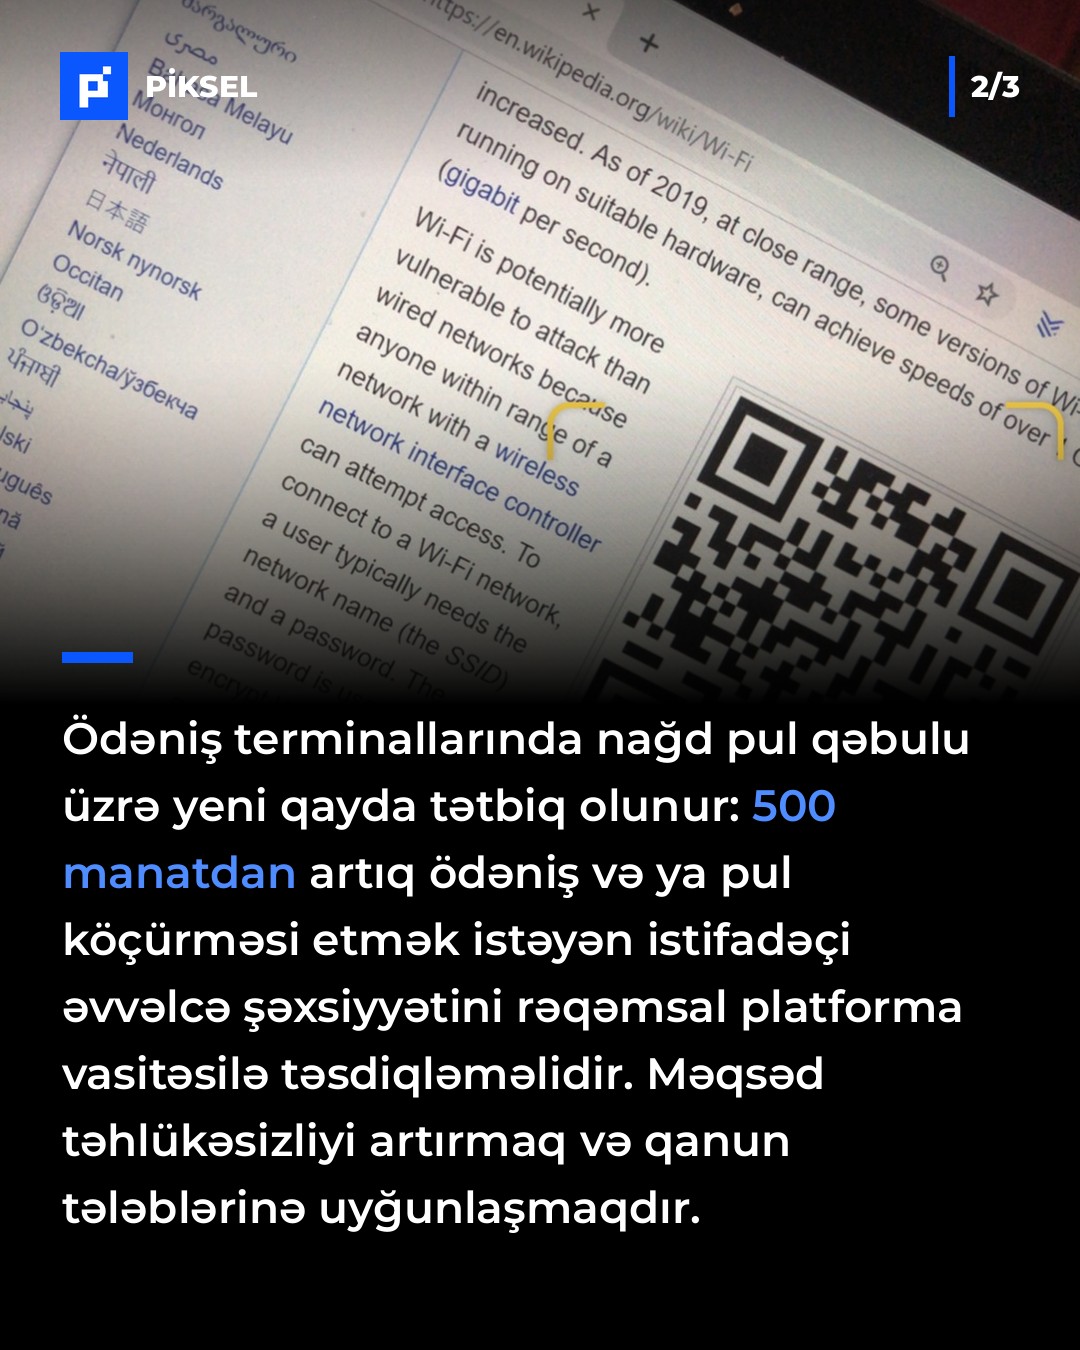 PİKSEL
2/3
https://en.wikipedia.org/wiki/Wi-Fi
მარგალური
مصرى
Bahasa Melayu
Монгол
Nederlands
नेपाली
日本語
Norsk nynorsk
Occitan
ଓଡ଼ିଆ
Oʻzbekcha/ўзбекча
ਪੰਜਾਬੀ
increased. As of 2019, at close range, some versions of Wi-
running on suitable hardware, can achieve speeds of over
(gigabit per second).
Wi-Fi is potentially more
vulnerable to attack than
wired networks because
anyone within range of a
network with a wireless
network interface controller
can attempt access. To
connect to a Wi-Fi network,
a user typically needs the
network name (the SSID)
and a password. The
password is
Ödəniş terminallarında nağd pul qəbulu
üzrə yeni qayda tətbiq olunur: 500
manatdan artıq ödəniş və ya pul
köçürməsi etmək istəyən istifadəçi
əvvəlcə şəxsiyyətini rəqəmsal platforma
vasitəsilə təsdiqləməlidir. Məqsəd
təhlükəsizliyi artırmaq və qanun
tələblərinə uyğunlaşmaqdır.